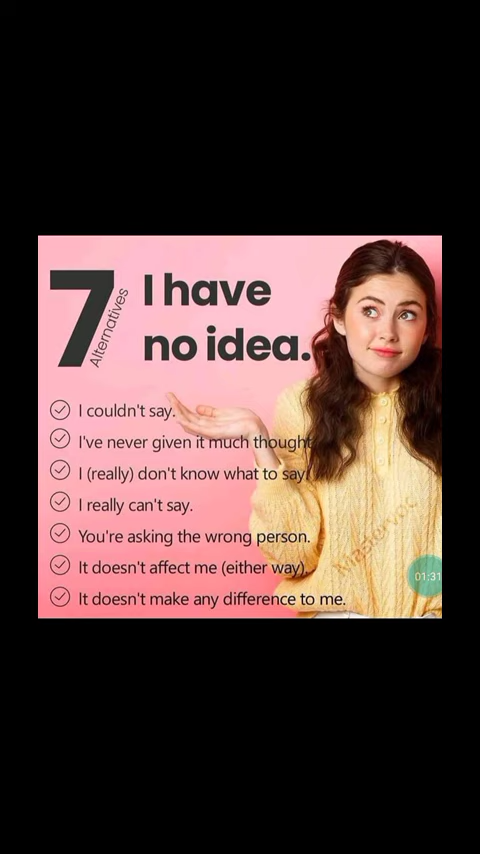 7
Alternatives
I have
no idea.
I couldn't say.
I've never given it much thought
I (really) don't know what to say.
I really can't say.
You're asking the wrong person.
It doesn't affect me (either way).
It doesn't make any difference to me.
01:31